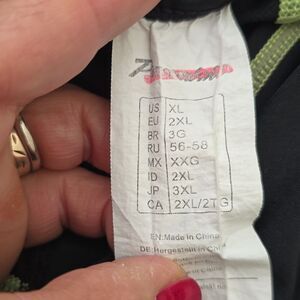 US XL
EU 2XL
BR 3G
RU 56-58
MX XXG
ID 2XL
JP 3XL
CA 2XL/2TG
EN:Made in China
DE:Hergestellt in China